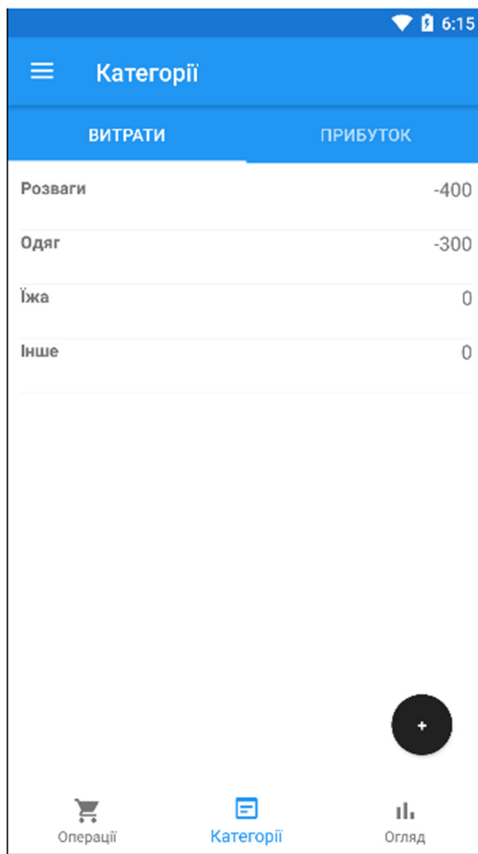 6:15
Категорії
ВИТРАТИ ПРИБУТОК
Розваги -400
Одяг -300
Їжа 0
Інше 0
+
Операції Категорії Огляд